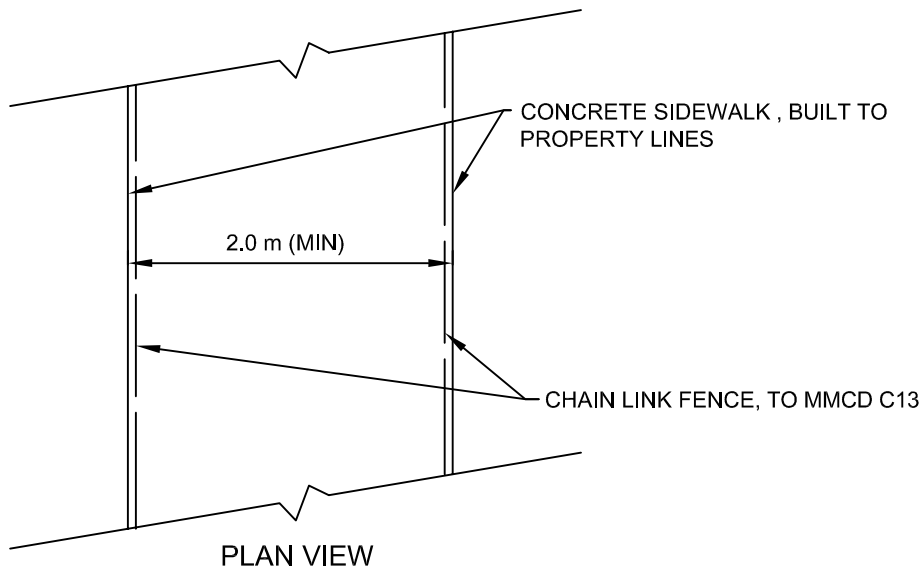 CONCRETE SIDEWALK , BUILT TO
PROPERTY LINES
2.0 m (MIN)
CHAIN LINK FENCE, TO MMCD C13
PLAN VIEW